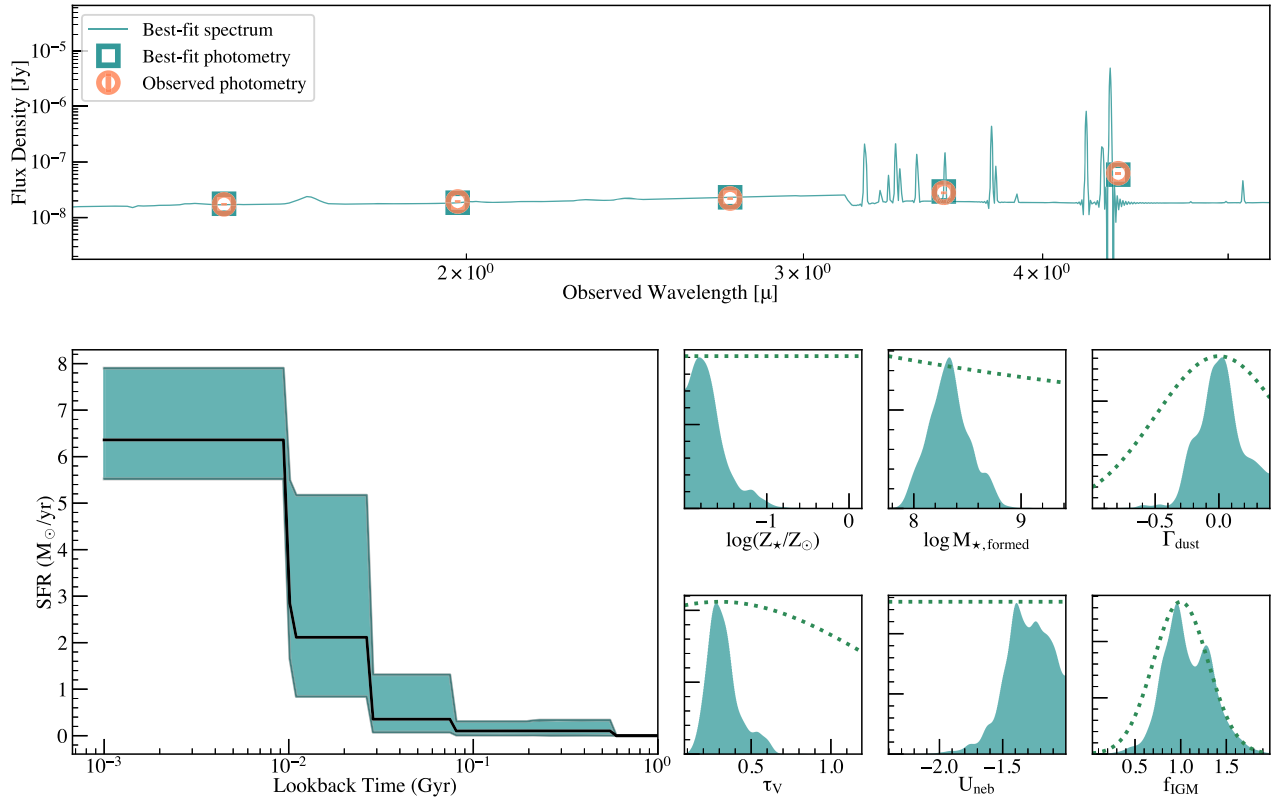 Best-fit spectrum
Best-fit photometry
Observed photometry
Flux Density [Jy]
10⁻⁵
10⁻⁶
10⁻⁷
10⁻⁸
2 × 10⁰
3 × 10⁰
4 × 10⁰
Observed Wavelength [μ]
SFR (M⊙/yr)
8
7
6
5
4
3
2
1
0
10⁻³
10⁻²
10⁻¹
10⁰
Lookback Time (Gyr)
−1
0
log(Z⋆/Z⊙)
8
9
log M⋆,formed
−0.5
0.0
Γdust
0.5
1.0
τV
−2.0
−1.5
Uneb
0.5
1.0
1.5
fIGM